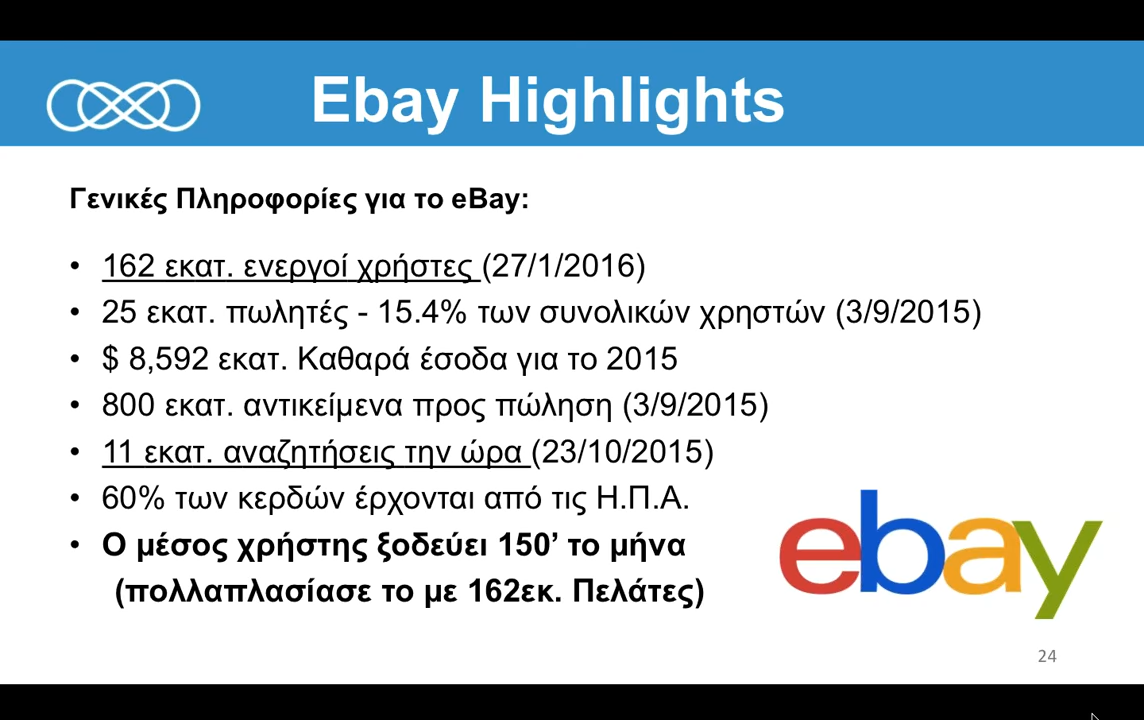 Ebay Highlights
Γενικές Πληροφορίες για το eBay:
• 162 εκατ. ενεργοί χρήστες (27/1/2016)
• 25 εκατ. πωλητές - 15.4% των συνολικών χρηστών (3/9/2015)
• $ 8,592 εκατ. Καθαρά έσοδα για το 2015
• 800 εκατ. αντικείμενα προς πώληση (3/9/2015)
• 11 εκατ. αναζητήσεις την ώρα (23/10/2015)
• 60% των κερδών έρχονται από τις Η.Π.Α.
• Ο μέσος χρήστης ξοδεύει 150’ το μήνα
(πολλαπλασίασε το με 162εκ. Πελάτες)
ebay
24